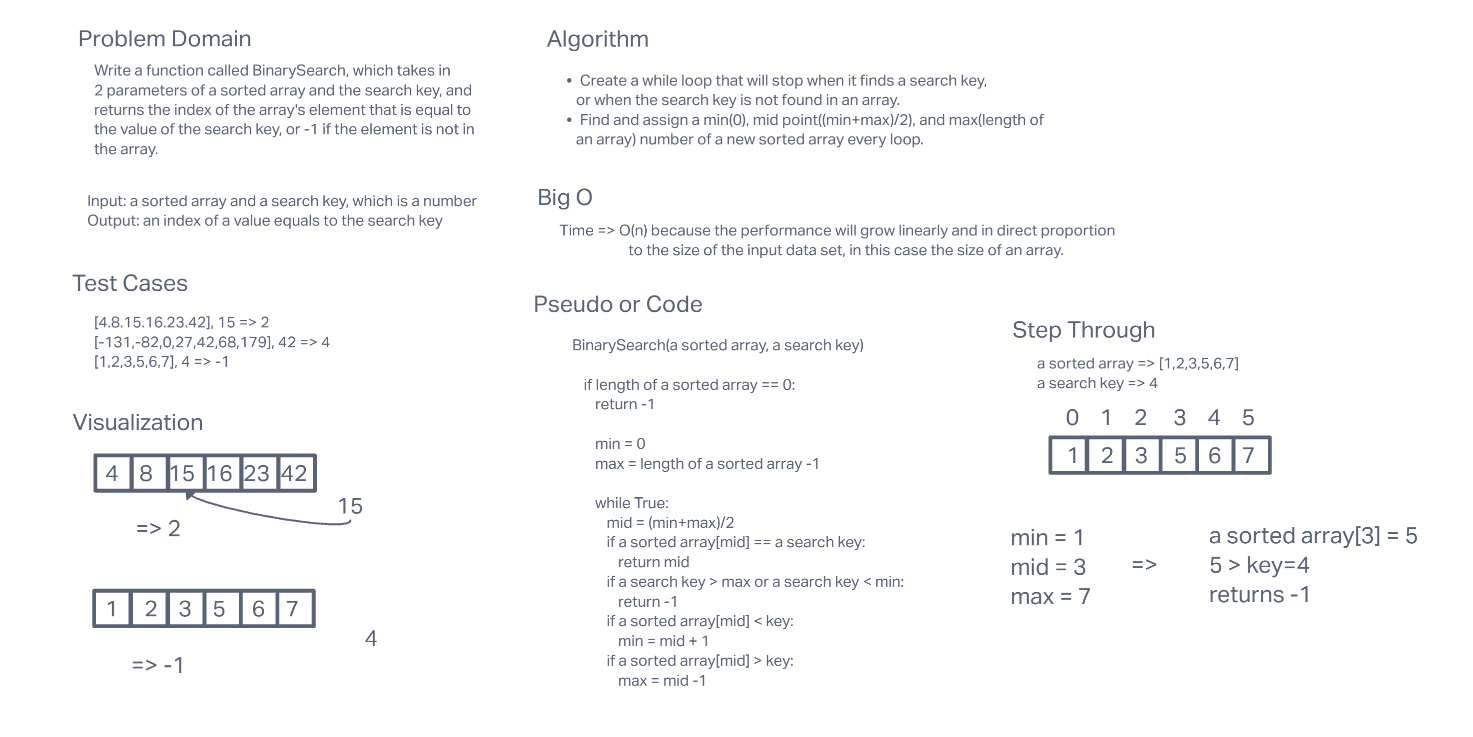 Problem Domain
Write a function called BinarySearch, which takes in
2 parameters of a sorted array and the search key, and
returns the index of the array's element that is equal to
the value of the search key, or -1 if the element is not in
the array.
Input: a sorted array and a search key, which is a number
Output: an index of a value equals to the search key
Test Cases
[4.8.15.16.23.42], 15 => 2
[-131,-82,0,27,42,68,179], 42 => 4
[1,2,3,5,6,7], 4 => -1
Visualization
4 8 15 16 23 42
15
=> 2
1 2 3 5 6 7
4
=> -1
Algorithm
• Create a while loop that will stop when it finds a search key,
or when the search key is not found in an array.
• Find and assign a min(0), mid point((min+max)/2), and max(length of
an array) number of a new sorted array every loop.
Big O
Time => O(n) because the performance will grow linearly and in direct proportion
to the size of the input data set, in this case the size of an array.
Pseudo or Code
BinarySearch(a sorted array, a search key)
if length of a sorted array == 0:
return -1
min = 0
max = length of a sorted array -1
while True:
mid = (min+max)/2
if a sorted array[mid] == a search key:
return mid
if a search key > max or a search key < min:
return -1
if a sorted array[mid] < key:
min = mid + 1
if a sorted array[mid] > key:
max = mid -1
Step Through
a sorted array => [1,2,3,5,6,7]
a search key => 4
0 1 2 3 4 5
1 2 3 5 6 7
min = 1
mid = 3
max = 7
=>
a sorted array[3] = 5
5 > key=4
returns -1